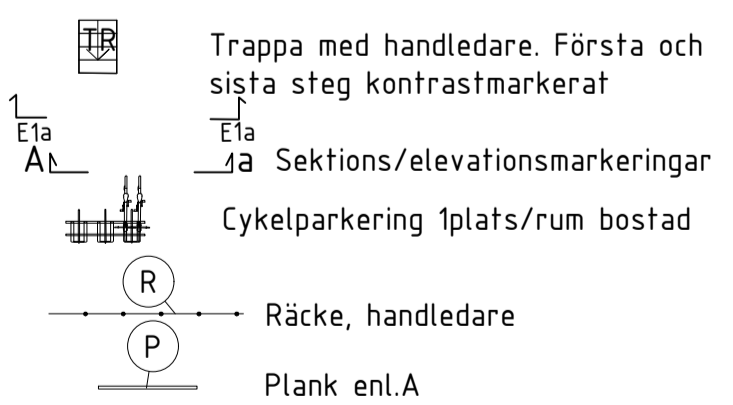 TR
Trappa med handledare. Första och
sista steg kontrastmarkerat
E1a E1a
A a Sektions/elevationsmarkeringar
Cykelparkering 1plats/rum bostad
R
Räcke, handledare
P
Plank enl.A